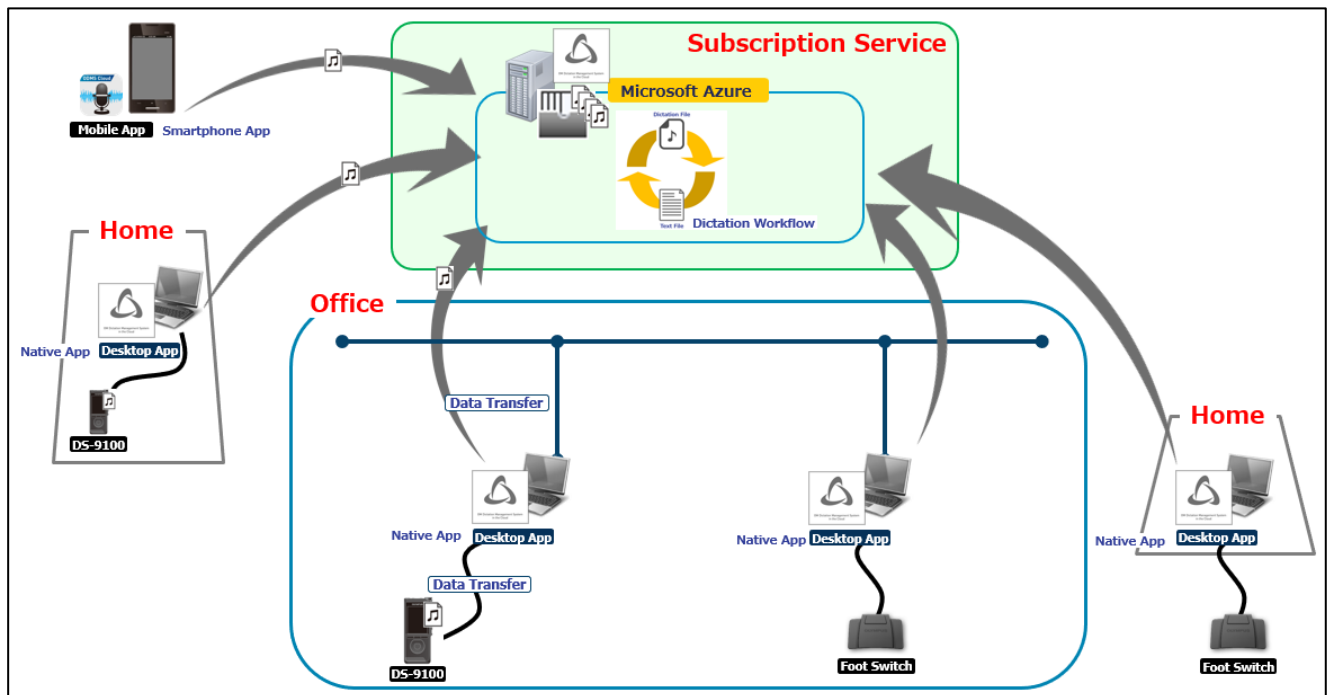 Subscription Service
Microsoft Azure
Dictation File
Text File
Dictation Workflow
Mobile App
Smartphone App
Home
Native App
Desktop App
DS-9100
Office
Data Transfer
Native App
Desktop App
Data Transfer
DS-9100
Native App
Desktop App
Foot Switch
Home
Native App
Desktop App
Foot Switch